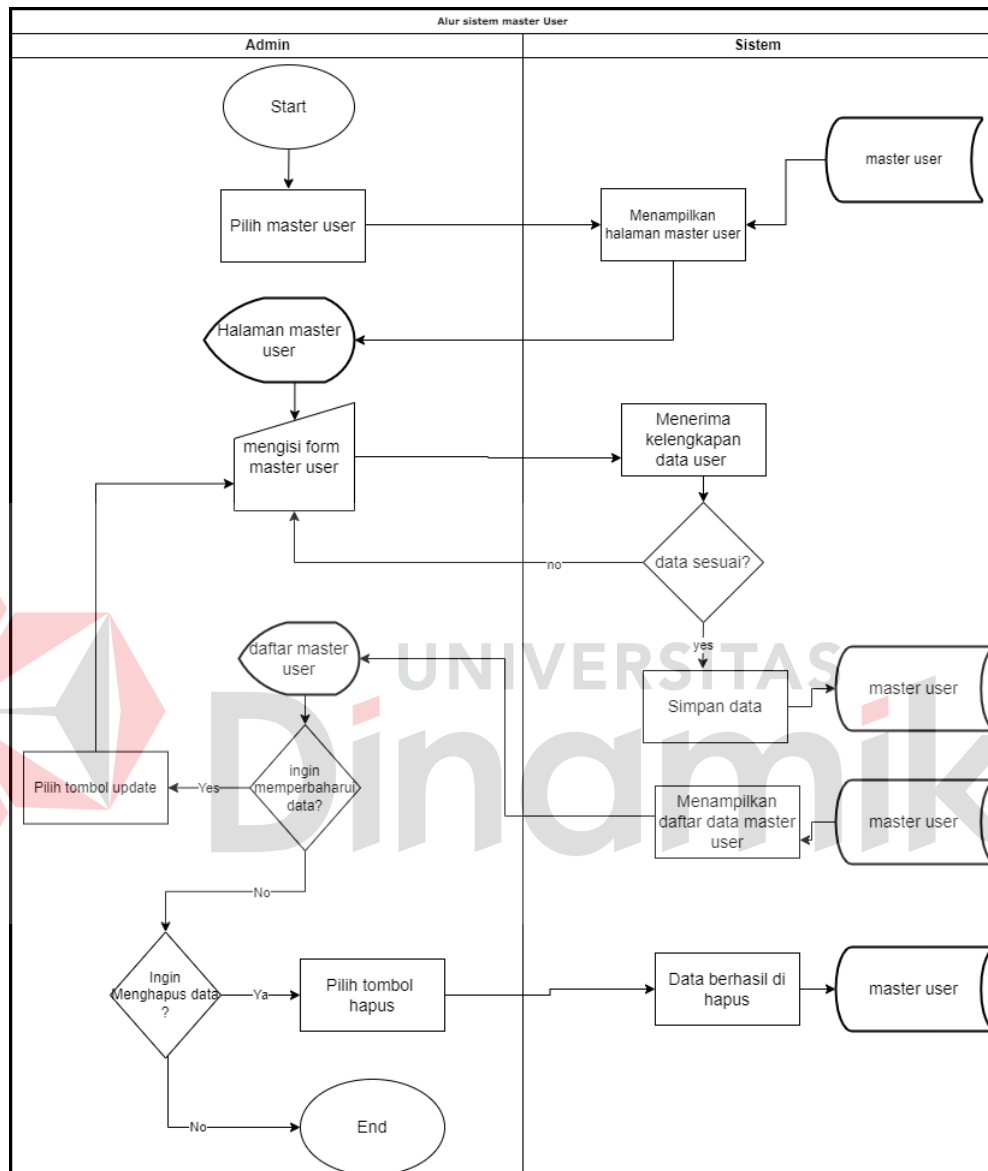 Alur sistem master User
Admin
Sistem
Start
master user
Pilih master user
Menampilkan
halaman master user
Halaman master
user
mengisi form
master user
Menerima
kelengkapan
data user
no
data sesuai?
yes
daftar master
user
UNIVERSITAS
Dinamik
Simpan data
master user
Pilih tombol update
Yes
ingin
memperbaharui
data?
Menampilkan
daftar data master
user
master user
No
Ingin
Menghapus data
?
Ya
Pilih tombol
hapus
Data berhasil di
hapus
master user
No
End